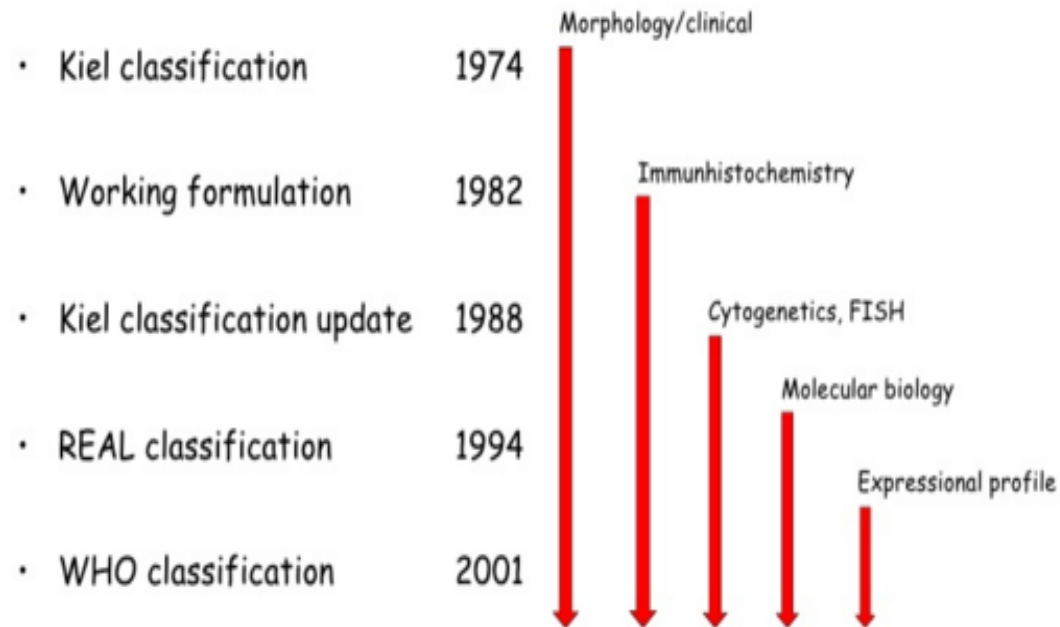 Morphology/clinical
· Kiel classification 1974
Immunhistochemistry
· Working formulation 1982
Cytogenetics, FISH
· Kiel classification update 1988
Molecular biology
· REAL classification 1994
Expressional profile
· WHO classification 2001